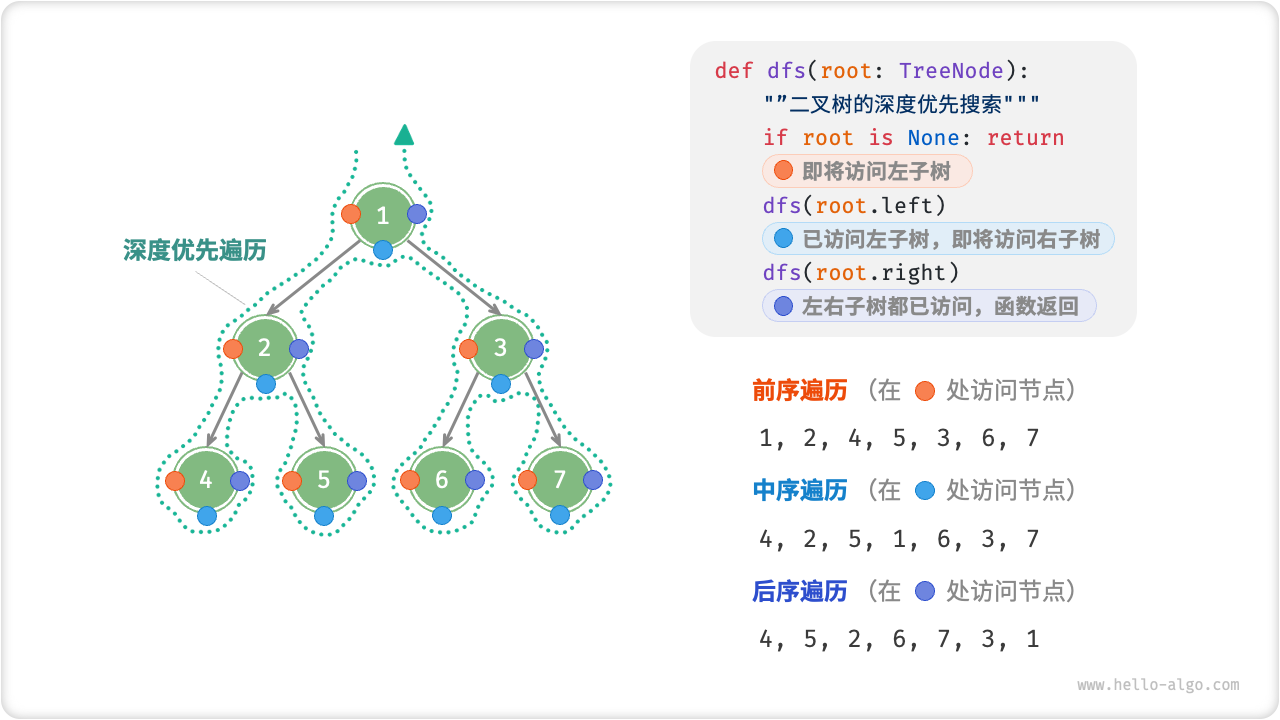 深度优先遍历
1
2
3
4
5
6
7
def dfs(root: TreeNode):
"”二叉树的深度优先搜索"""
if root is None: return
即将访问左子树
dfs(root.left)
已访问左子树，即将访问右子树
dfs(root.right)
左右子树都已访问，函数返回
前序遍历（在 处访问节点）
1, 2, 4, 5, 3, 6, 7
中序遍历（在 处访问节点）
4, 2, 5, 1, 6, 3, 7
后序遍历（在 处访问节点）
4, 5, 2, 6, 7, 3, 1
www.hello-algo.com